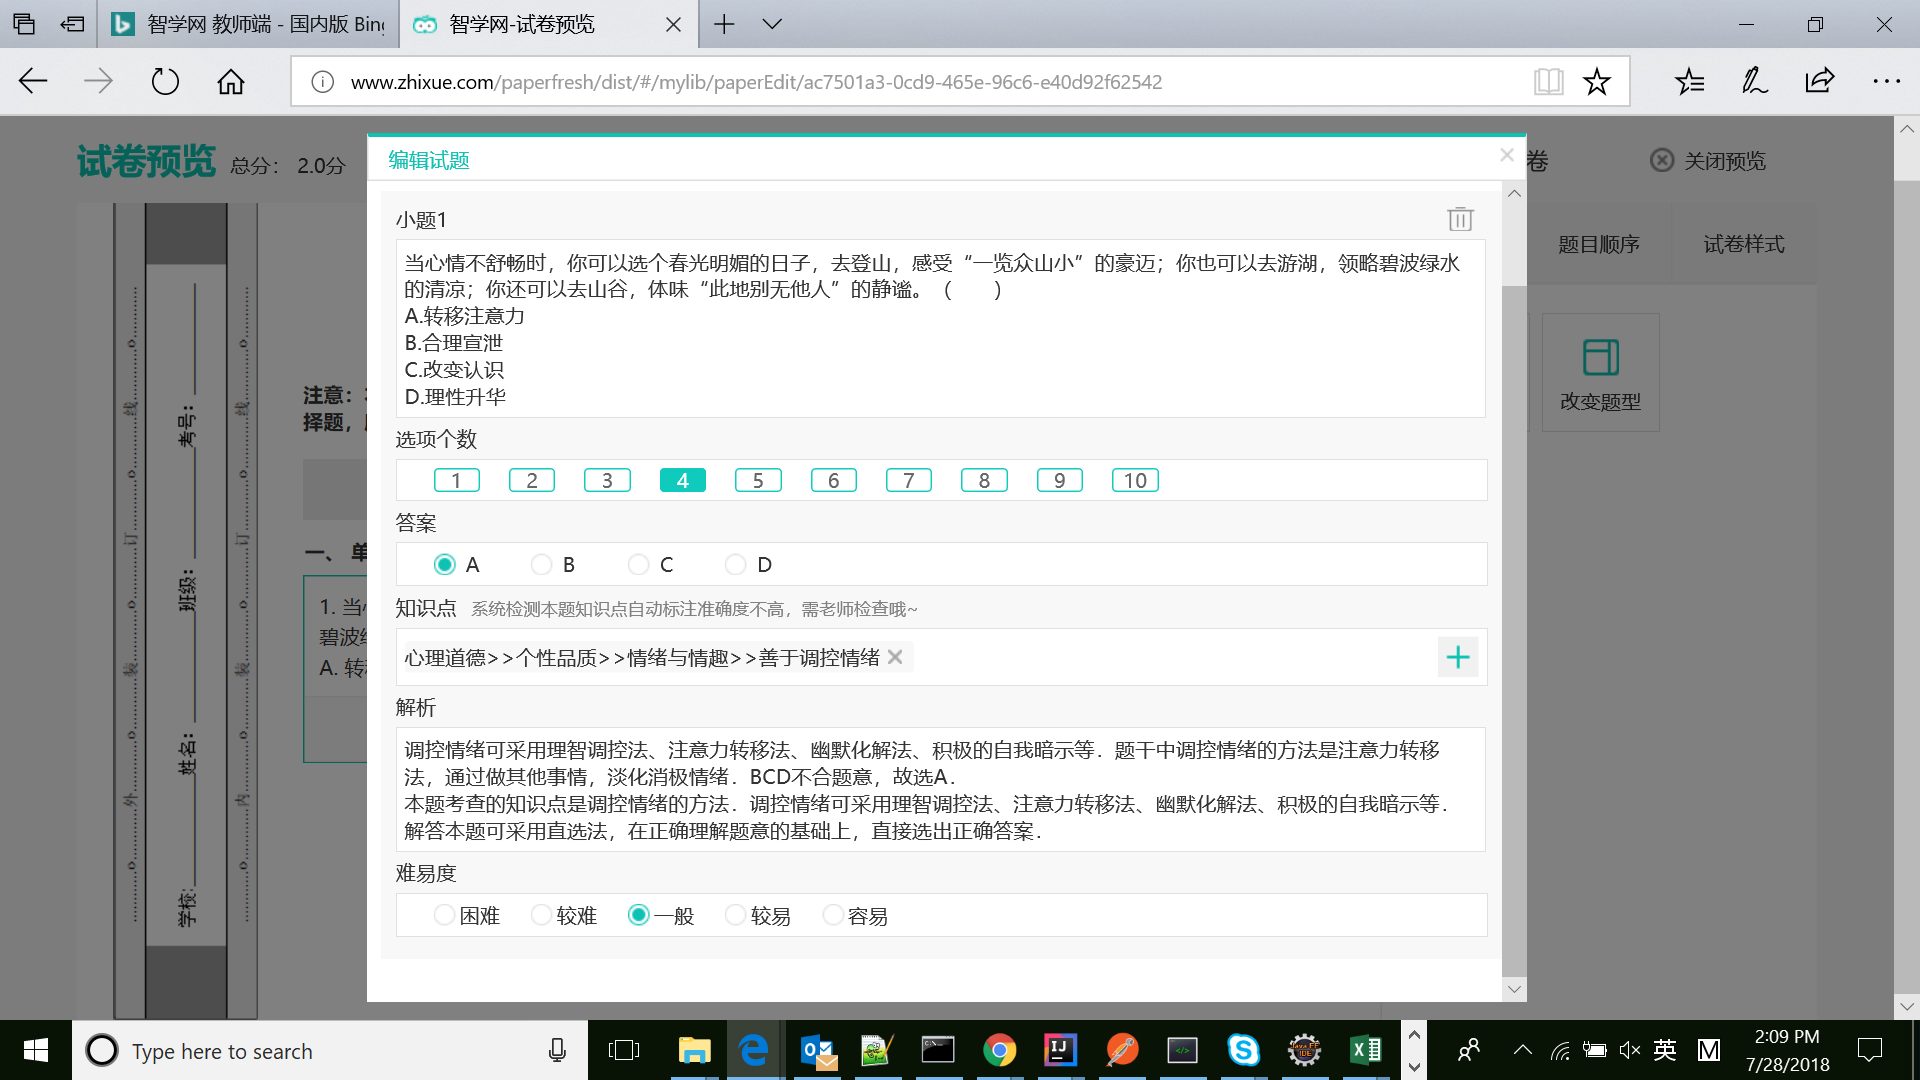 智学网 教师端 - 国内版 Bing
智学网-试卷预览
www.zhixue.com/paperfresh/dist/#/mylib/paperEdit/ac7501a3-0cd9-465e-96c6-e40d92f62542
试卷预览 总分： 2.0分
卷
关闭预览
题目顺序
试卷样式
改变题型
编辑试题
小题1
当心情不舒畅时，你可以选个春光明媚的日子，去登山，感受“一览众山小”的豪迈；你也可以去游湖，领略碧波绿水
的清凉；你还可以去山谷，体味“此地别无他人”的静谧。（ ）
A.转移注意力
B.合理宣泄
C.改变认识
D.理性升华
选项个数
1 2 3 4 5 6 7 8 9 10
答案
A B C D
知识点 系统检测本题知识点自动标注准确度不高，需老师检查哦~
心理道德>>个性品质>>情绪与情趣>>善于调控情绪
解析
调控情绪可采用理智调控法、注意力转移法、幽默化解法、积极的自我暗示等．题干中调控情绪的方法是注意力转移
法，通过做其他事情，淡化消极情绪．BCD不合题意，故选A．
本题考查的知识点是调控情绪的方法．调控情绪可采用理智调控法、注意力转移法、幽默化解法、积极的自我暗示等．
解答本题可采用直选法，在正确理解题意的基础上，直接选出正确答案．
难易度
困难 较难 一般 较易 容易
注意：
择题，
一、 单
1. 当心
碧波绿
A. 转移
考号：
班级：
姓名：
学校：
线
订
装
外
线
订
装
内
Type here to search
英
M
2:09 PM
7/28/2018